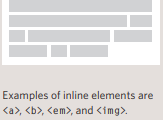 Examples of inline elements are
<a>, <b>, <em>, and <img>.